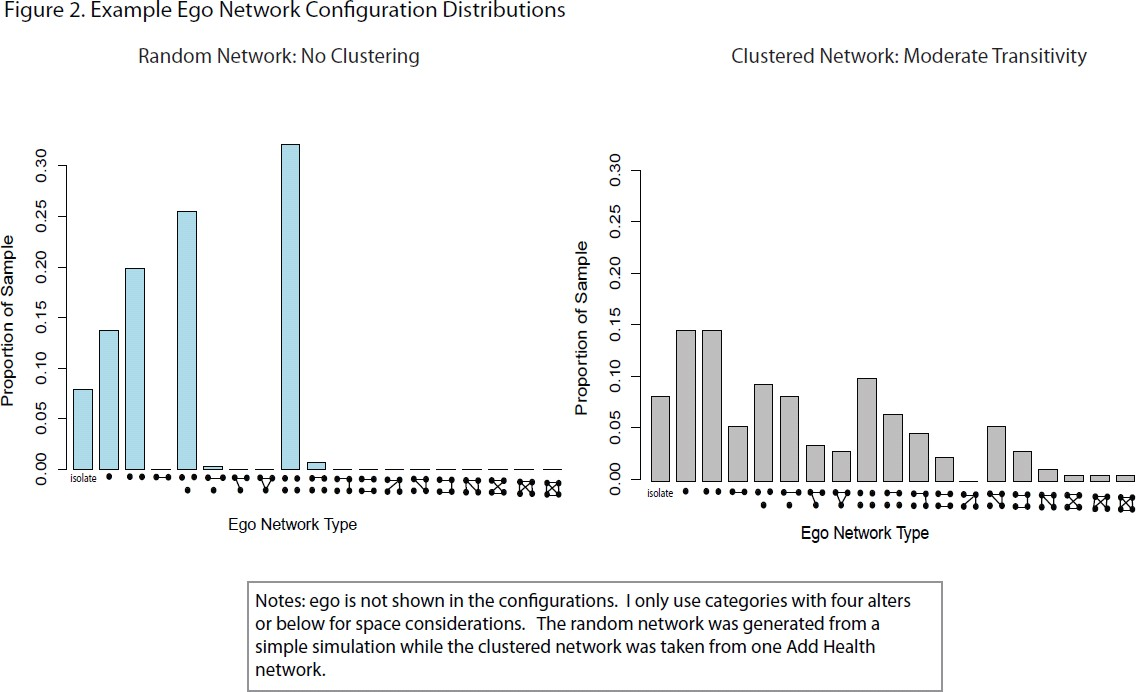 Figure 2. Example Ego Network Configuration Distributions
Random Network: No Clustering
Clustered Network: Moderate Transitivity
Proportion of Sample
0.30
0.25
0.20
0.15
0.10
0.05
0.00
isolate
Ego Network Type
Proportion of Sample
0.30
0.25
0.20
0.15
0.10
0.05
0.00
isolate
Ego Network Type
Notes: ego is not shown in the configurations. I only use categories with four alters
or below for space considerations. The random network was generated from a
simple simulation while the clustered network was taken from one Add Health
network.